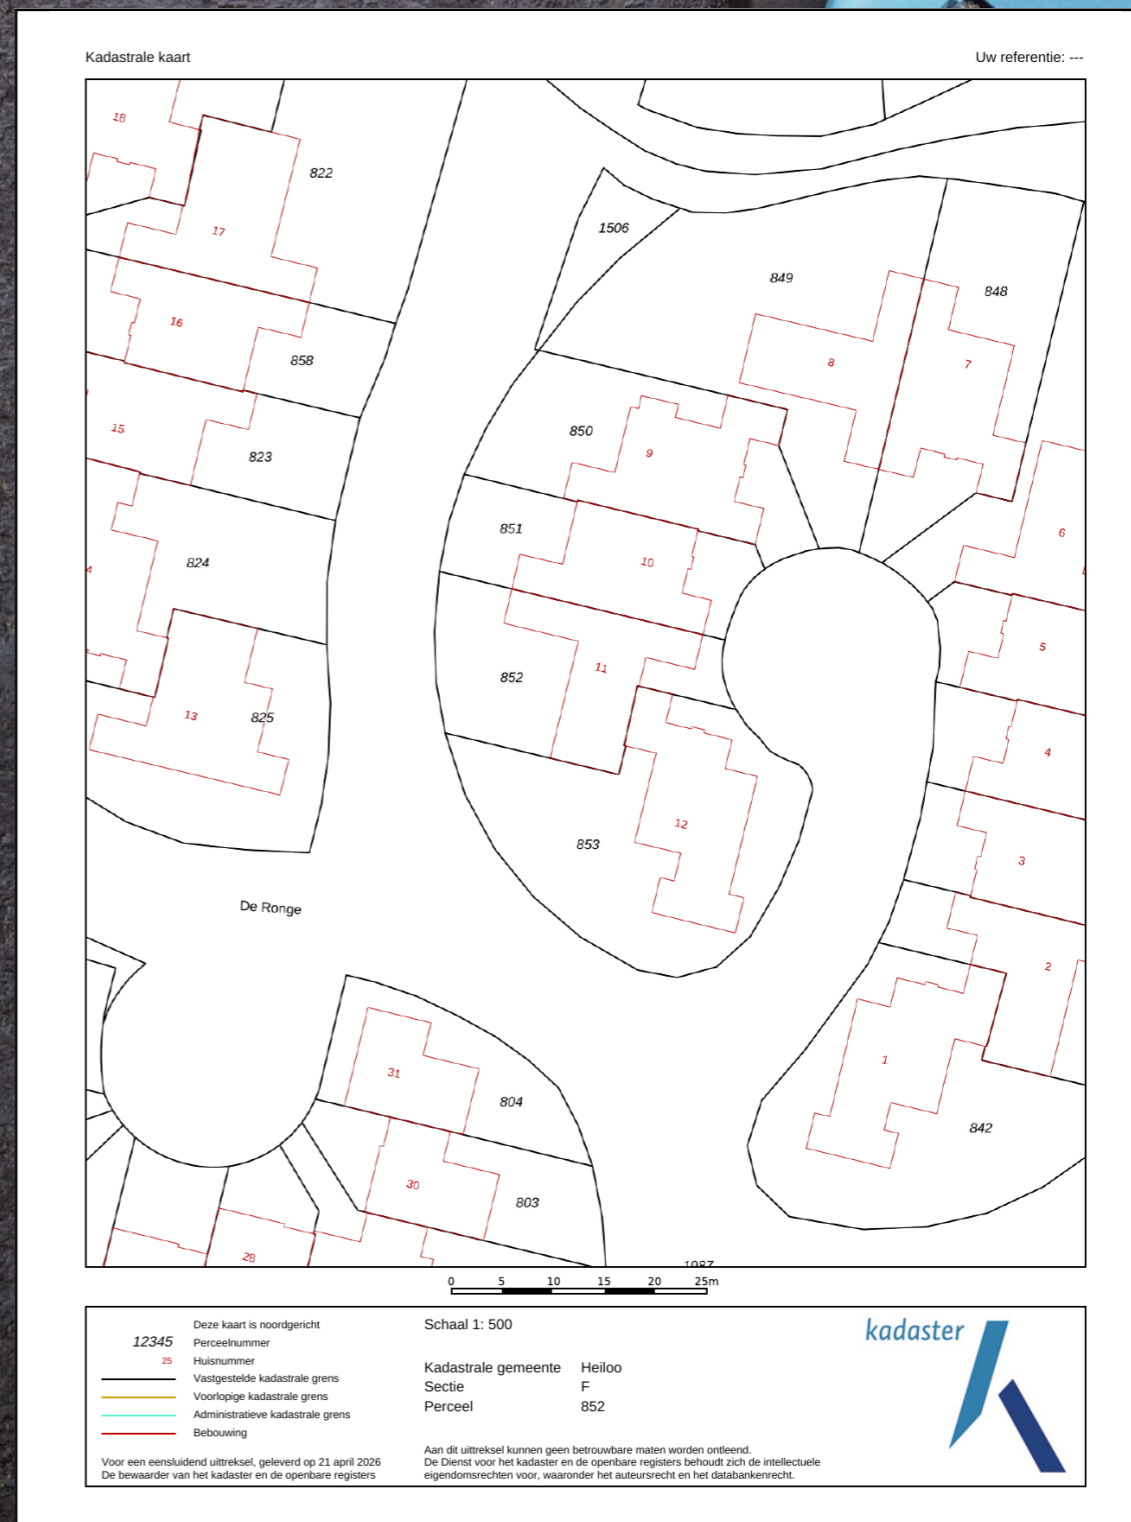 Kadastrale kaart
Uw referentie: ---
18
822
17
1506
849
848
16
858
8
7
15
823
850
9
851
10
6
824
4
5
852
11
13
825
4
12
853
3
De Ronge
2
1
31
804
842
30
803
28
1987
0 5 10 15 20 25m
Deze kaart is noordgericht
12345 Perceelnummer
25 Huisnummer
Vastgestelde kadastrale grens
Voorlopige kadastrale grens
Administratieve kadastrale grens
Bebouwing
Voor een eensluidend uittreksel, geleverd op 21 april 2026
De bewaarder van het kadaster en de openbare registers
Schaal 1: 500
Kadastrale gemeente Heiloo
Sectie F
Perceel 852
Aan dit uittreksel kunnen geen betrouwbare maten worden ontleend.
De Dienst voor het kadaster en de openbare registers behoudt zich de intellectuele
eigendomsrechten voor, waaronder het auteursrecht en het databankenrecht.
kadaster